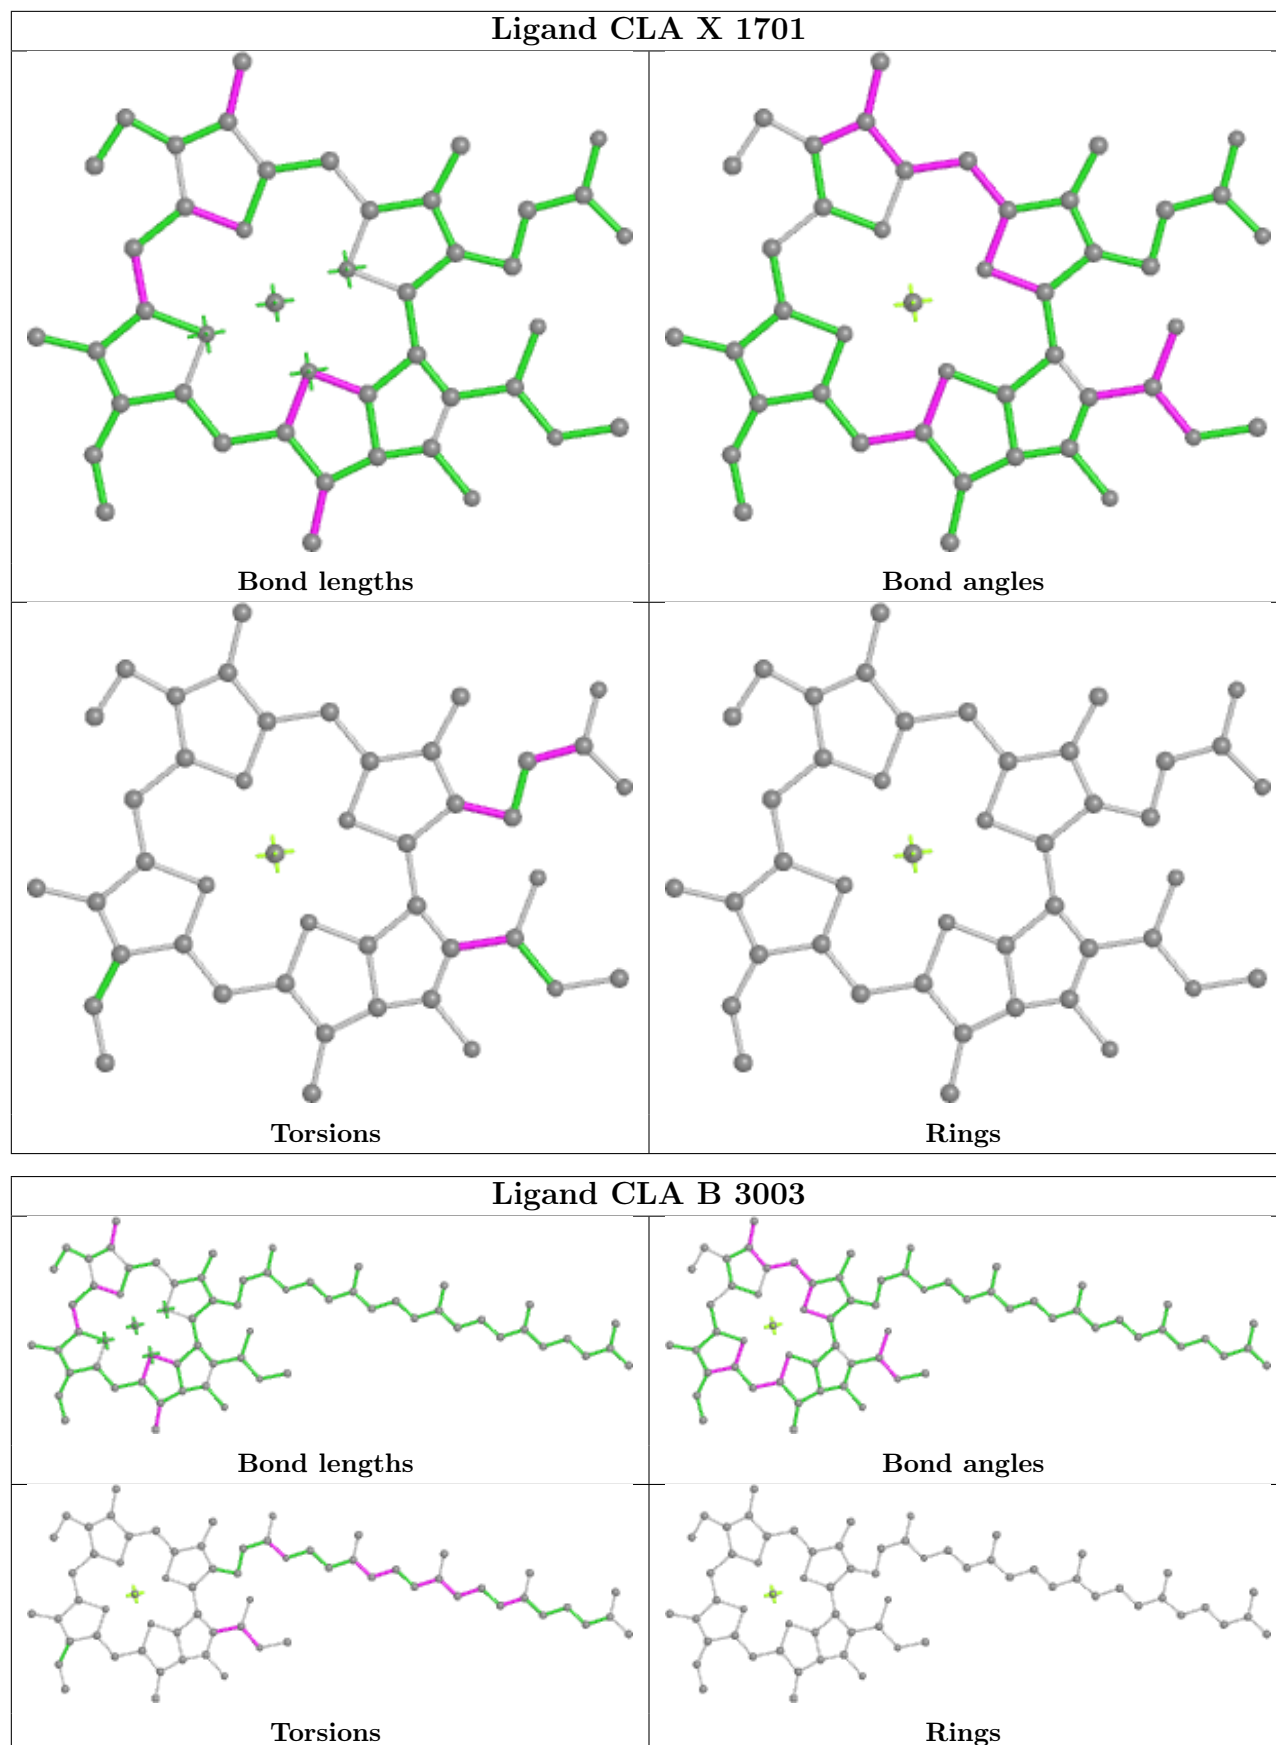 Ligand CLA X 1701
Bond lengths
Bond angles
Torsions
Rings
Ligand CLA B 3003
Bond lengths
Bond angles
Torsions
Rings